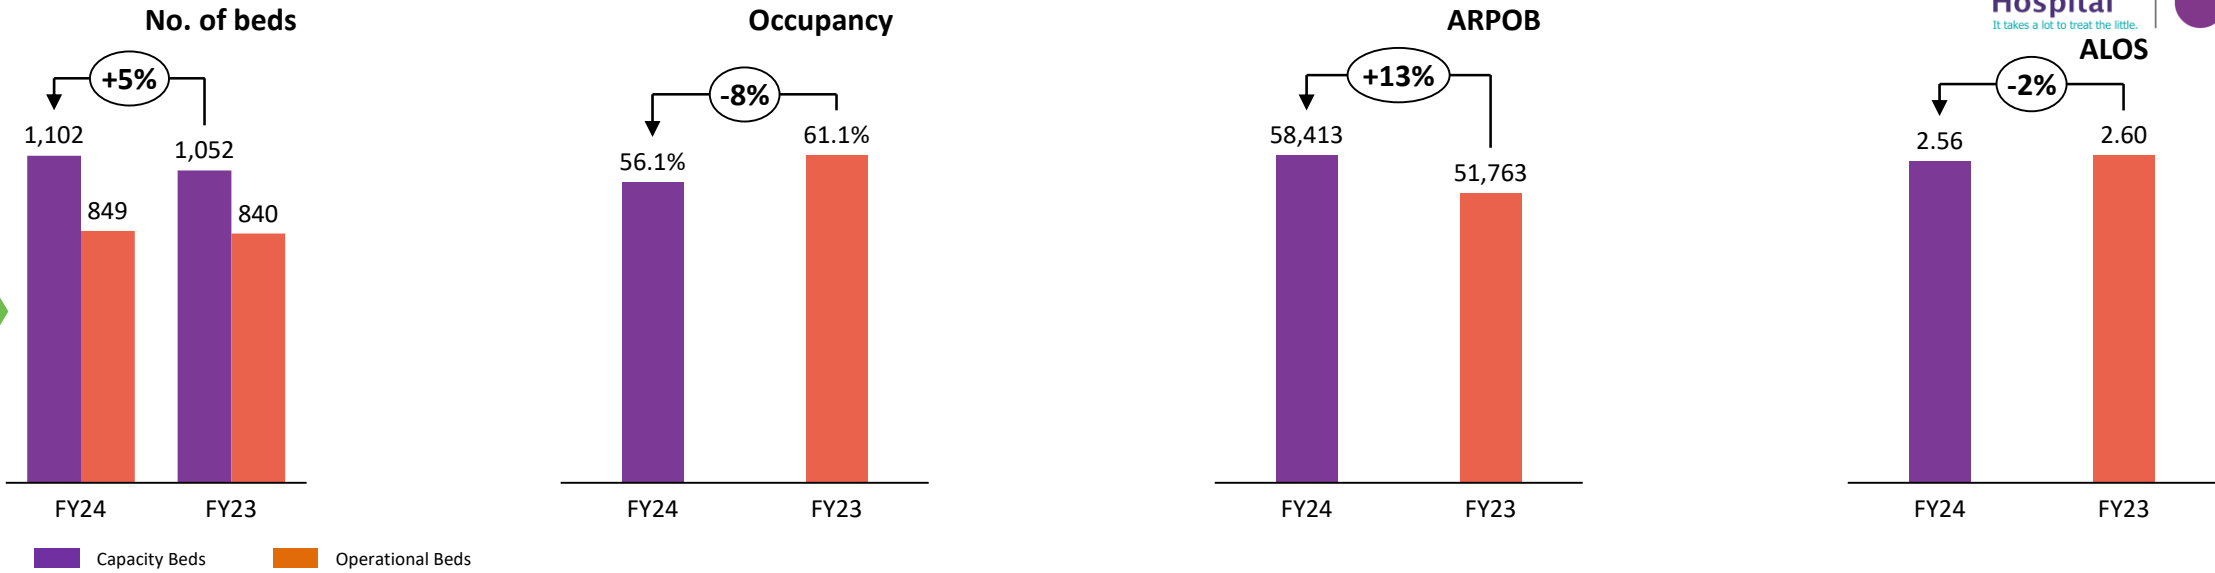 Hospital
It takes a lot to treat the little.
No. of beds
+5%
1,102
849
1,052
840
FY24
FY23
Capacity Beds
Operational Beds
Occupancy
-8%
56.1%
61.1%
FY24
FY23
ARPOB
+13%
58,413
51,763
FY24
FY23
ALOS
-2%
2.56
2.60
FY24
FY23